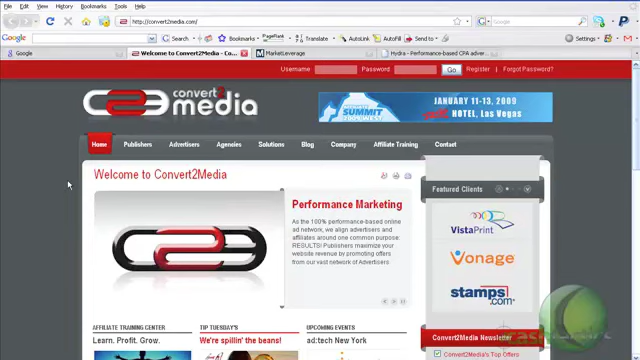 File Edit View History Bookmarks Tools Help
http://convert2media.com/
Google
Google Search Bookmarks PageRank Translate AutoLink AutoFill Send to Settings
Google Welcome to Convert2Media - Co... MarketLeverage Hydra - Performance-based CPA adver...
Username Password Go Register | Forgot Password?
convert2
media
AFFILIATE
SUMMIT
2009 WEST
JANUARY 11-13, 2009
HOTEL, Las Vegas
Home Publishers Advertisers Agencies Solutions Blog Company Affiliate Training Contact
Welcome to Convert2Media
Performance Marketing
As the 100% performance-based online
ad network, we align advertisers and
affiliates around one common purpose:
RESULTS! Publishers maximize your
website revenue by promoting offers
from our vast network of Advertisers.
Featured Clients
VistaPrint
VONAGE
stamps
.com
AFFILIATE TRAINING CENTER
Learn. Profit. Grow.
TIP TUESDAY'S
We're spillin' the beans!
UPCOMING EVENTS
ad:tech New York
Convert2Media Newsletter
Convert2Media's Top Offers